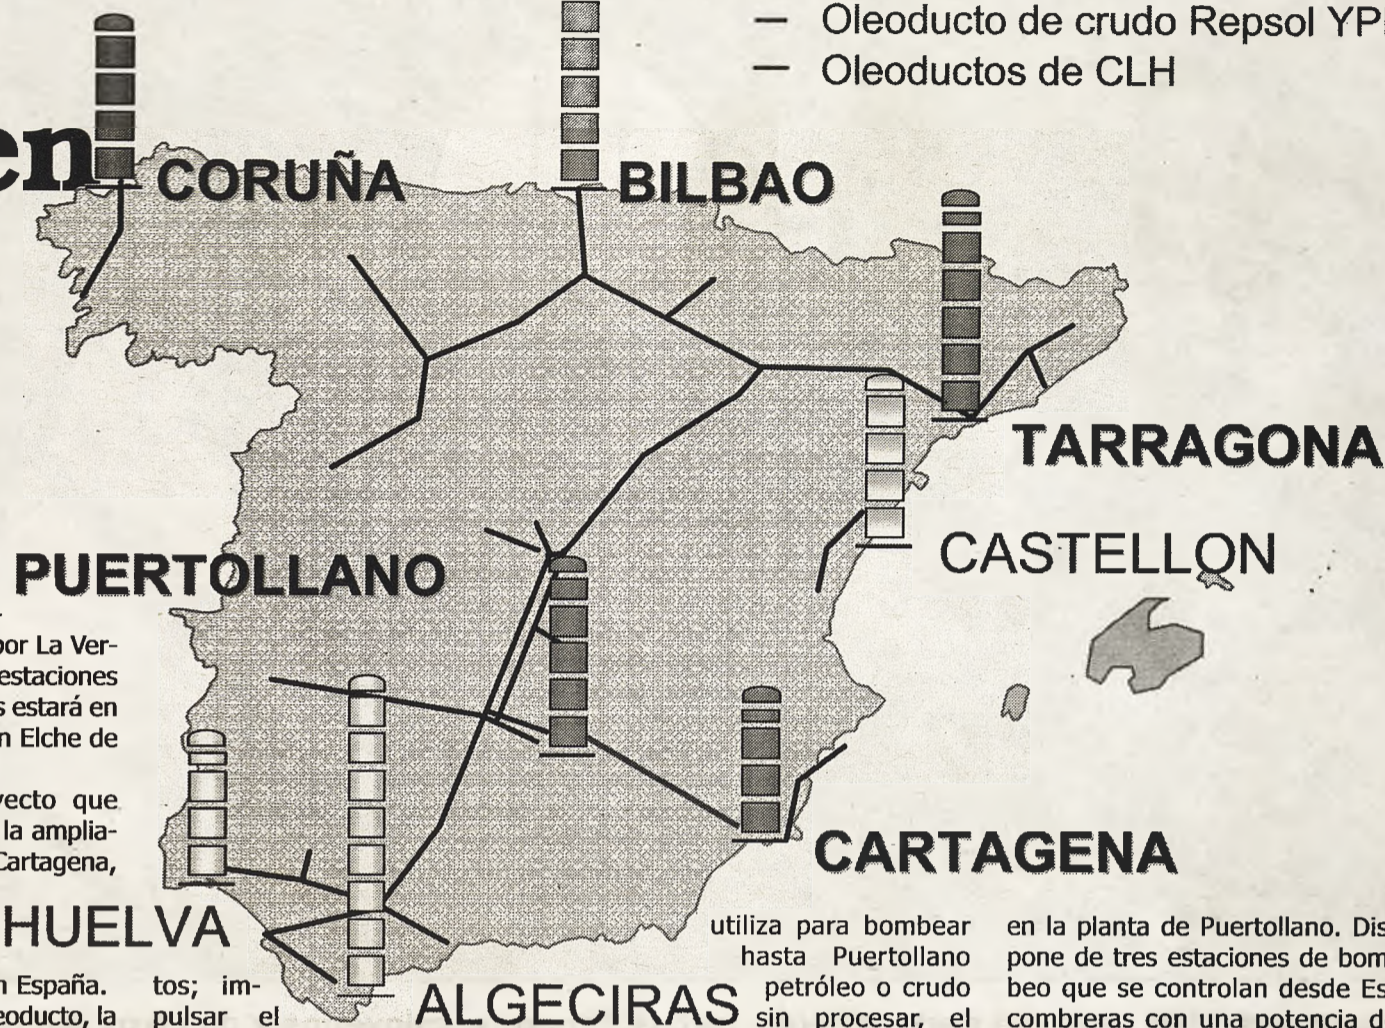 Oleoducto de crudo Repsol YP
Oleoductos de CLH
en
CORUÑA
BILBAO
TARRAGONA
CASTELLON
PUERTOLLANO
CARTAGENA
HUELVA
ALGECIRAS
por La Ver-
estaciones
s estará en
n Elche de
yecto que
la amplia-
Cartagena,
n España.
eoducto, la
tos; im-
pulsar el
utiliza para bombear
hasta Puertollano
petróleo o crudo
sin procesar, el
en la planta de Puertollano. Dis
pone de tres estaciones de bom
beo que se controlan desde Es
combreras con una potencia d